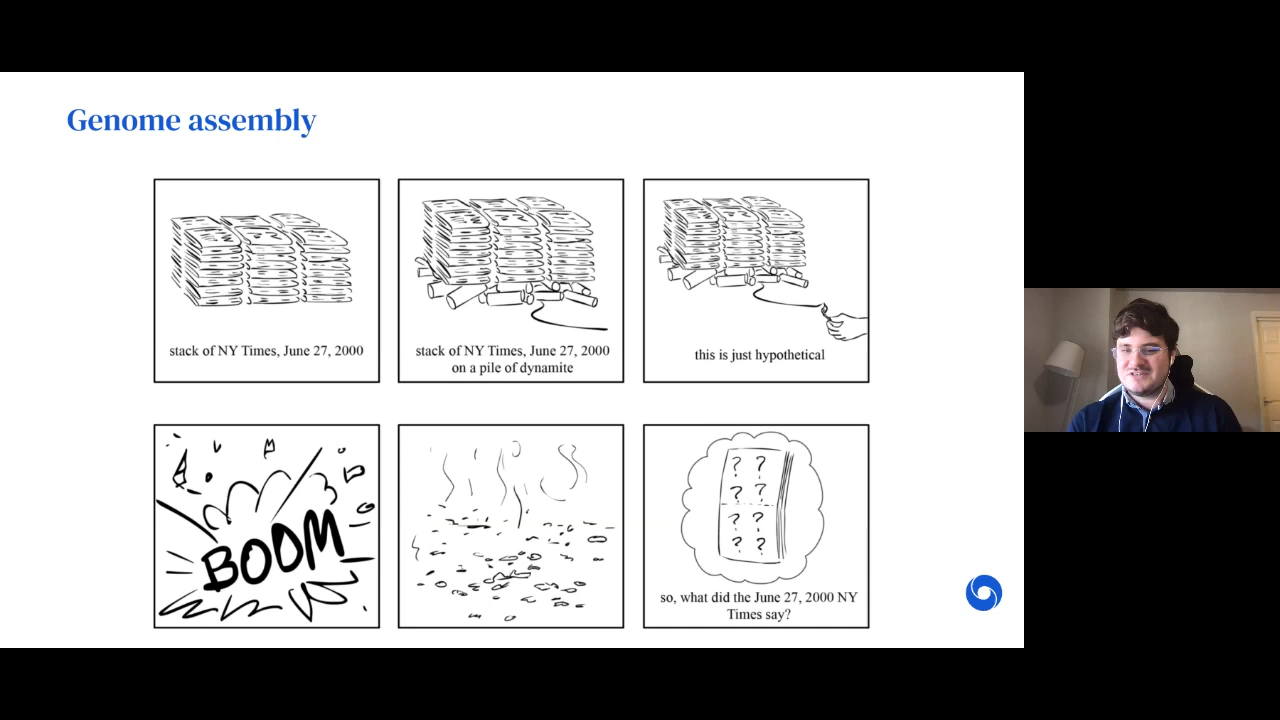 Genome assembly
stack of NY Times, June 27, 2000
stack of NY Times, June 27, 2000
on a pile of dynamite
this is just hypothetical
BOOM
? ?
? ?
? ?
? ?
so, what did the June 27, 2000 NY
Times say?